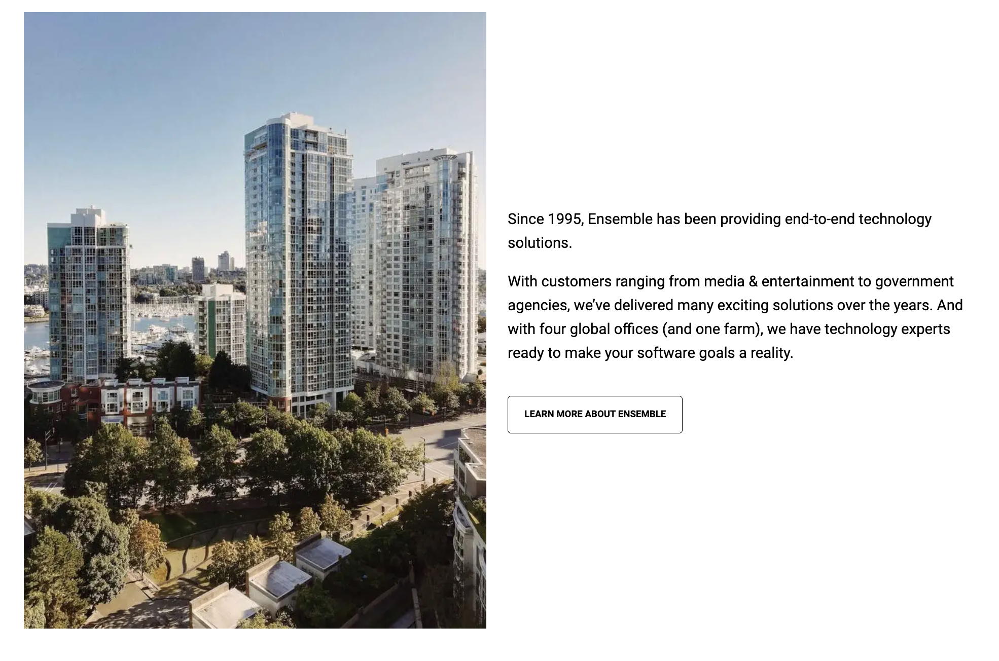 Since 1995, Ensemble has been providing end-to-end technology
solutions.
With customers ranging from media & entertainment to government
agencies, we’ve delivered many exciting solutions over the years. And
with four global offices (and one farm), we have technology experts
ready to make your software goals a reality.
LEARN MORE ABOUT ENSEMBLE